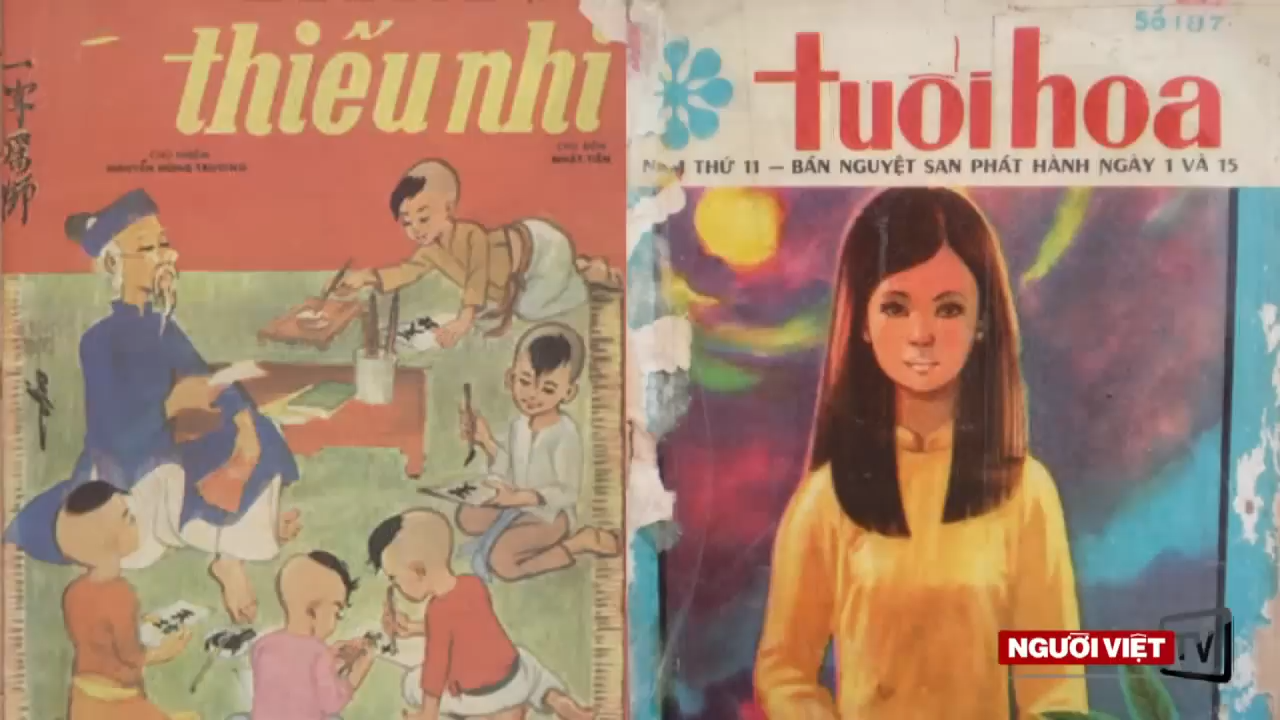 thiếu nhi
CHỦ NHIỆM
NGUYỄN HÙNG TRƯƠNG
CHỦ BÚT
NHẬT TIẾN
Số 187
tuổi hoa
THỨ 11 — BÁN NGUYỆT SAN PHÁT HÀNH NGÀY 1 VÀ 15
NGƯỜI VIỆT TV